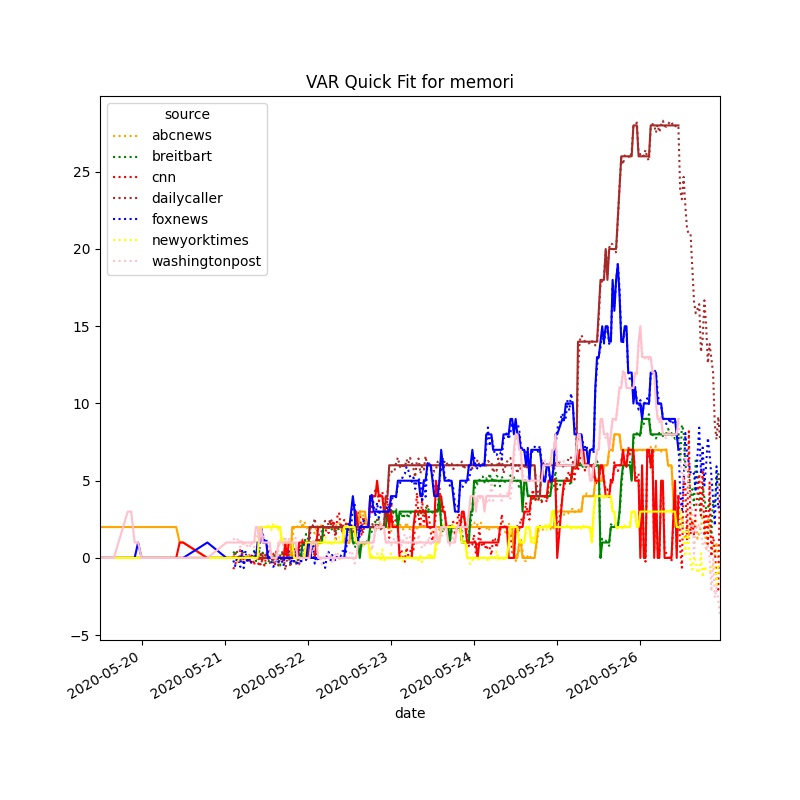 VAR Quick Fit for memori
source
abcnews
breitbart
cnn
dailycaller
foxnews
newyorktimes
washingtonpost
25
20
15
10
5
0
−5
2020-05-20
2020-05-21
2020-05-22
2020-05-23
2020-05-24
2020-05-25
2020-05-26
date